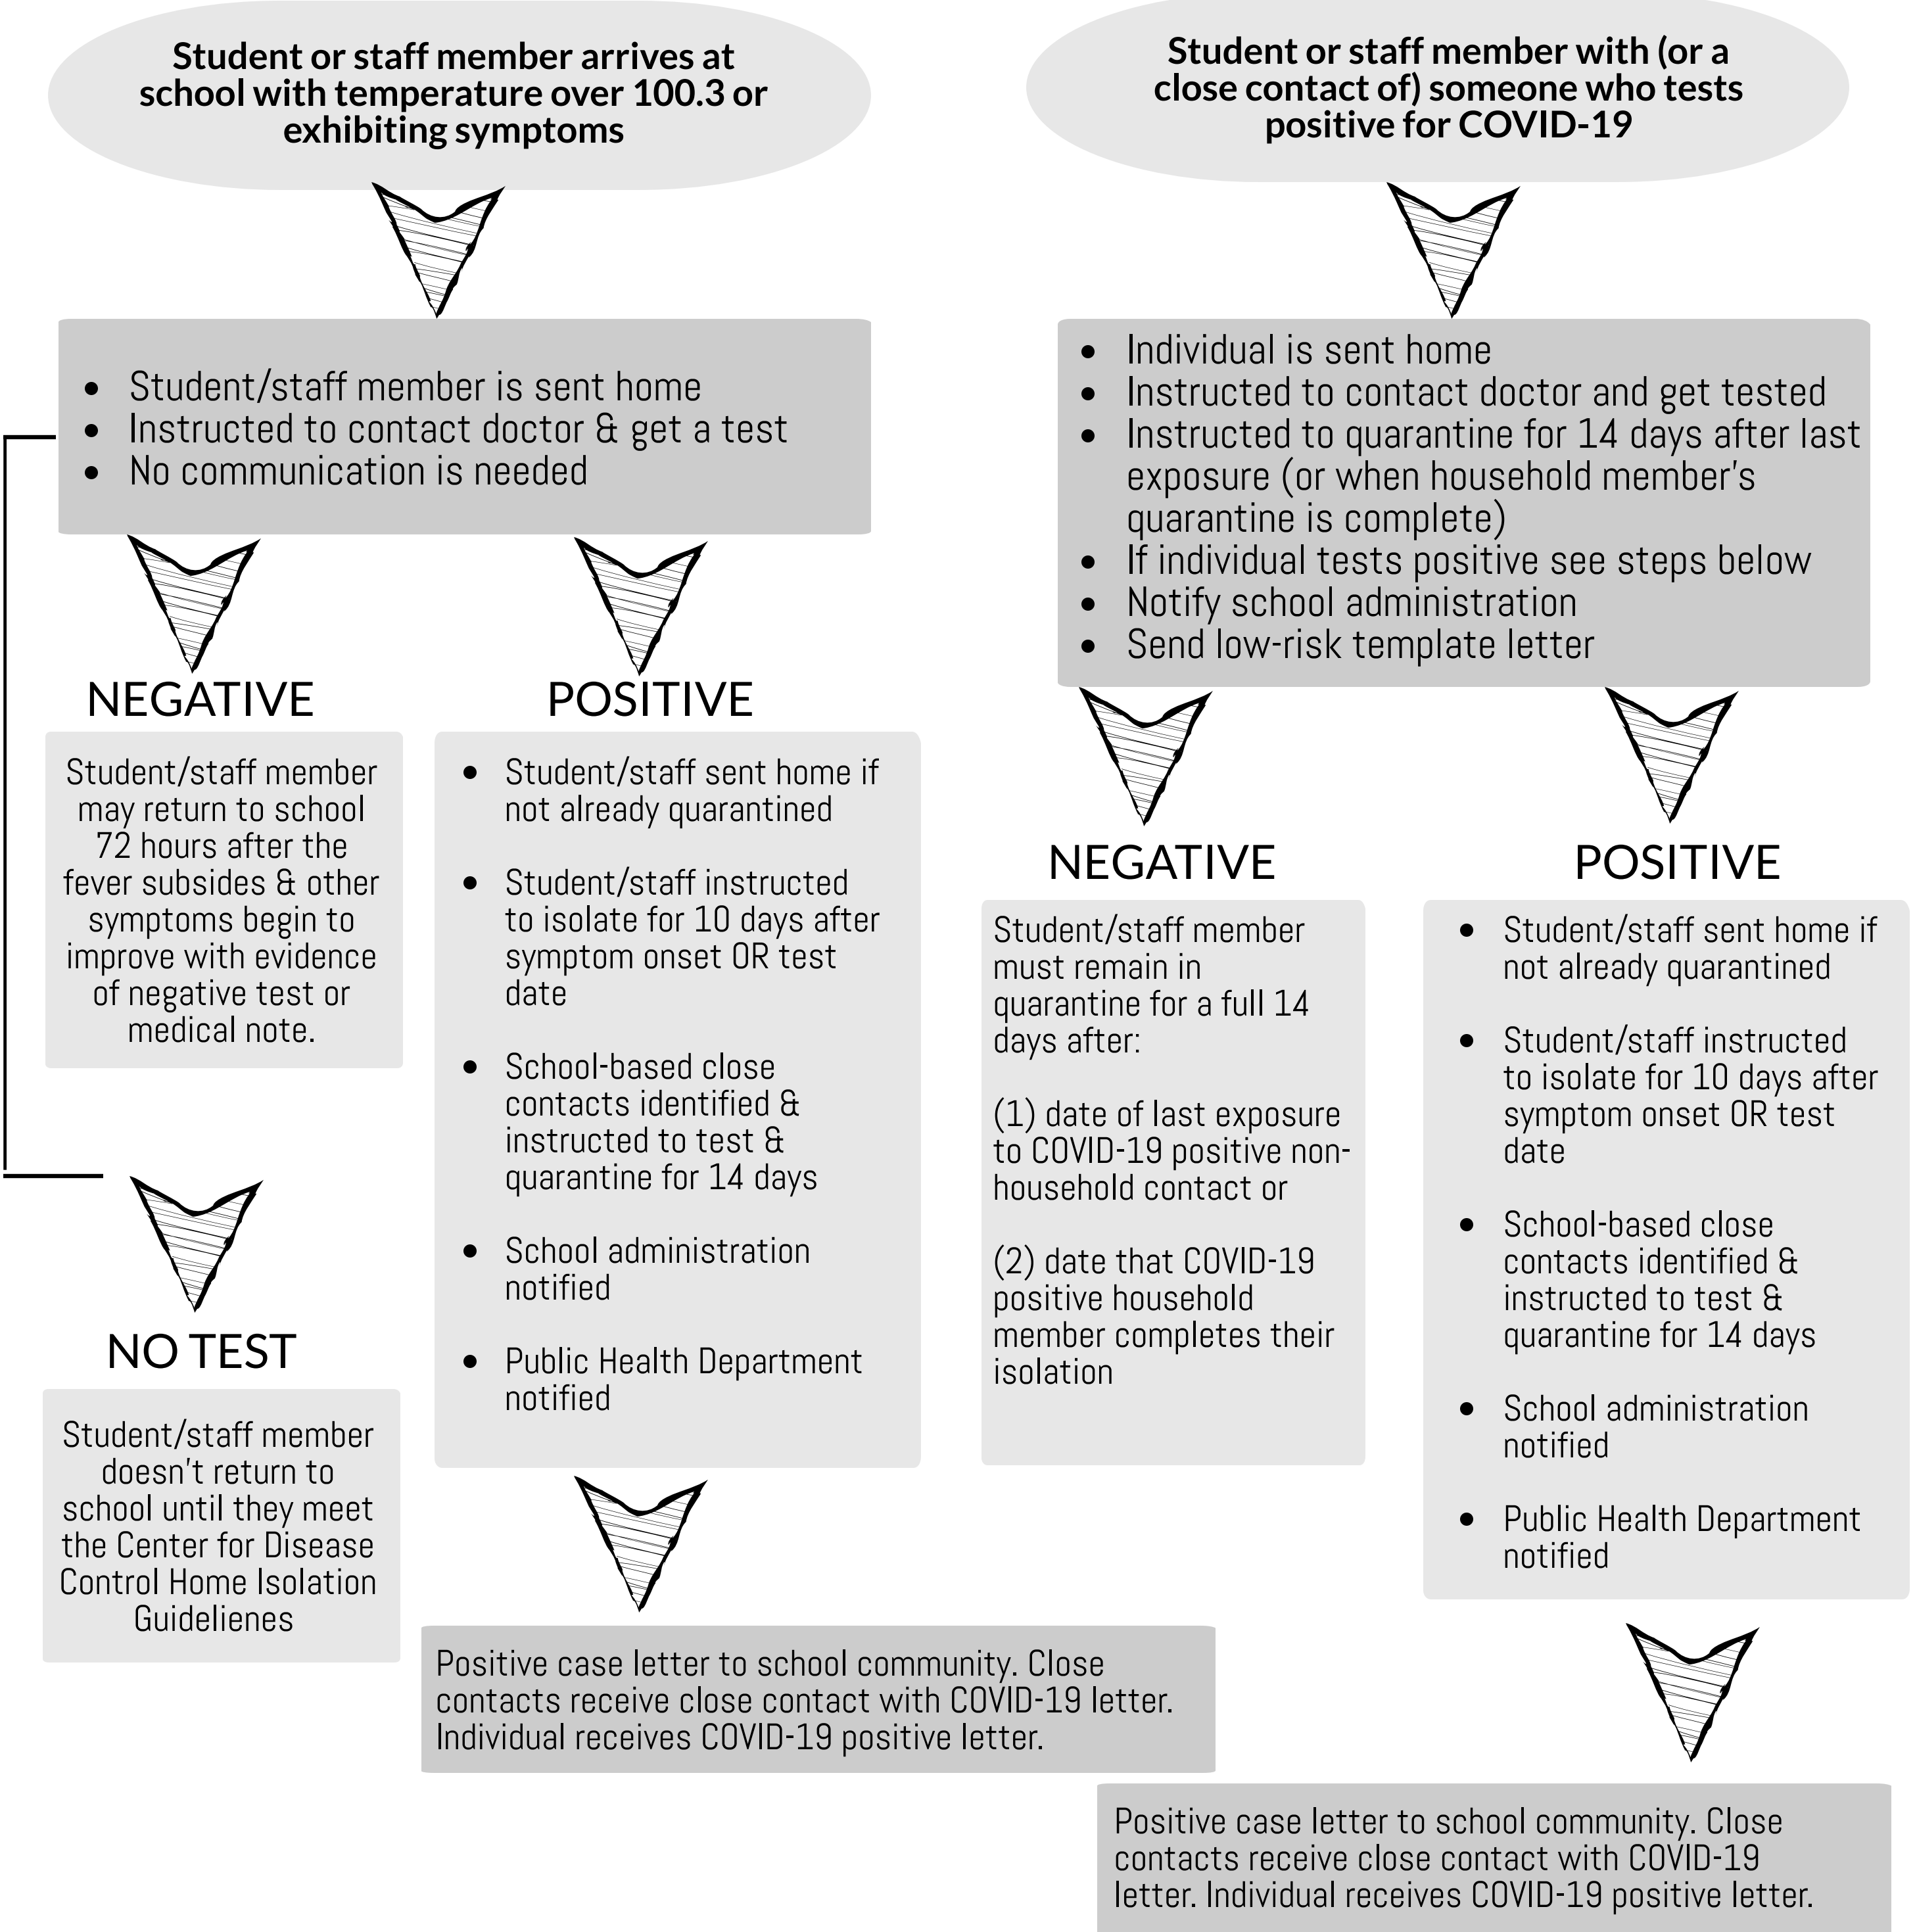 Student or staff member arrives at
school with temperature over 100.3 or
exhibiting symptoms
• Student/staff member is sent home
• Instructed to contact doctor & get a test
• No communication is needed
NEGATIVE
Student/staff member
may return to school
72 hours after the
fever subsides & other
symptoms begin to
improve with evidence
of negative test or
medical note.
NO TEST
Student/staff member
doesn't return to
school until they meet
the Center for Disease
Control Home Isolation
Guidelienes
POSITIVE
• Student/staff sent home if
not already quarantined
• Student/staff instructed
to isolate for 10 days after
symptom onset OR test
date
• School-based close
contacts identified &
instructed to test &
quarantine for 14 days
• School administration
notified
• Public Health Department
notified
Positive case letter to school community. Close
contacts receive close contact with COVID-19 letter.
Individual receives COVID-19 positive letter.
Student or staff member with (or a
close contact of) someone who tests
positive for COVID-19
• Individual is sent home
• Instructed to contact doctor and get tested
• Instructed to quarantine for 14 days after last
exposure (or when household member's
quarantine is complete)
• If individual tests positive see steps below
• Notify school administration
• Send low-risk template letter
NEGATIVE
Student/staff member
must remain in
quarantine for a full 14
days after:
(1) date of last exposure
to COVID-19 positive non-
household contact or
(2) date that COVID-19
positive household
member completes their
isolation
POSITIVE
• Student/staff sent home if
not already quarantined
• Student/staff instructed
to isolate for 10 days after
symptom onset OR test
date
• School-based close
contacts identified &
instructed to test &
quarantine for 14 days
• School administration
notified
• Public Health Department
notified
Positive case letter to school community. Close
contacts receive close contact with COVID-19
letter. Individual receives COVID-19 positive letter.